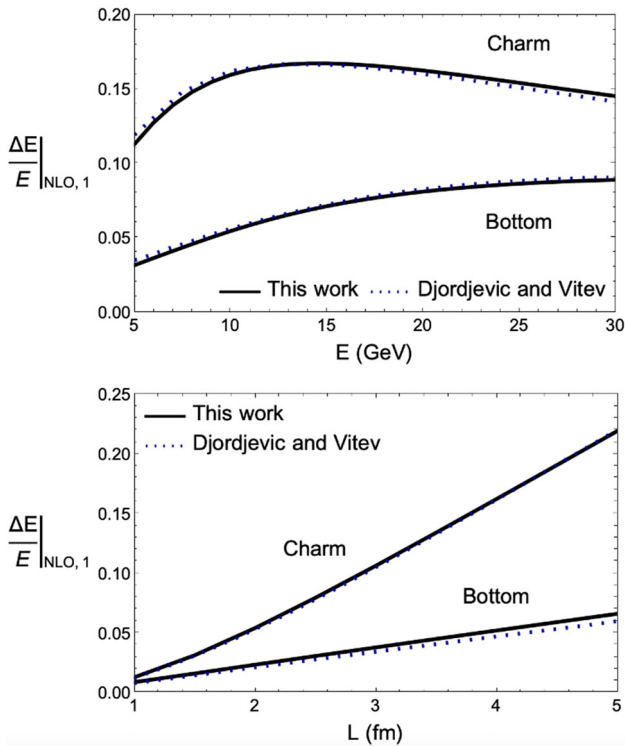 0.20
Charm
0.15
ΔE
E
NLO, 1
0.10
0.05
Bottom
This work
Djordjevic and Vitev
0.00
5 10 15 20 25 30
E (GeV)
0.25
This work
Djordjevic and Vitev
0.20
0.15
ΔE
E
NLO, 1
Charm
0.10
Bottom
0.05
0.00
1 2 3 4 5
L (fm)